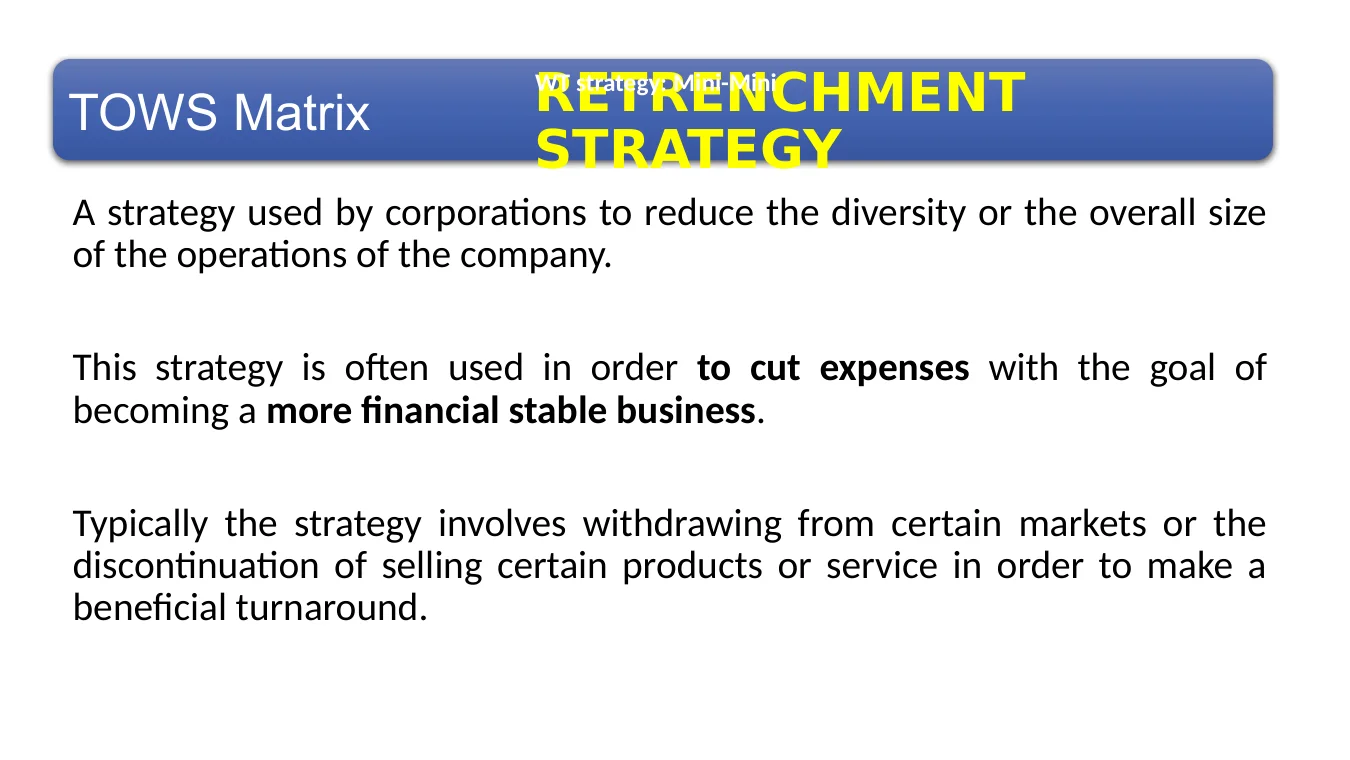 TOWS Matrix
WT strategy: Mini-Mini
RETRENCHMENT
STRATEGY
A strategy used by corporations to reduce the diversity or the overall size
of the operations of the company.
This strategy is often used in order to cut expenses with the goal of
becoming a more financial stable business.
Typically the strategy involves withdrawing from certain markets or the
discontinuation of selling certain products or service in order to make a
beneficial turnaround.